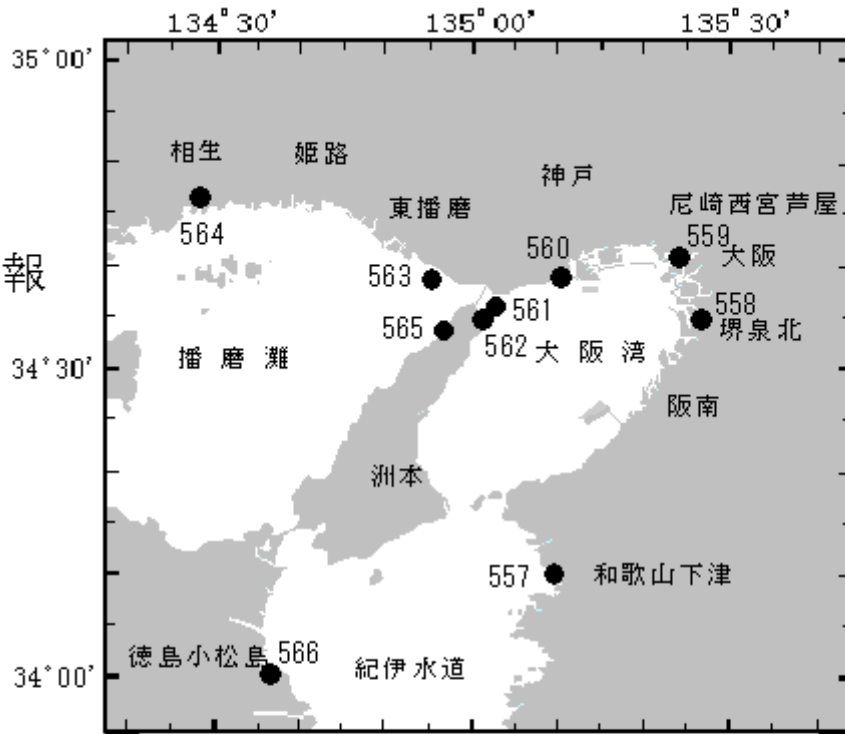 134°30' 135°00' 135°30'
35°00'
相生 姫路 神戸
東播磨 尼崎西宮芦屋
564 560 559
大阪
報 563
561 558
565 堺泉北
562 大阪湾
播磨灘
34°30'
阪南
洲本
557 和歌山下津
徳島小松島 566 紀伊水道
34°00'